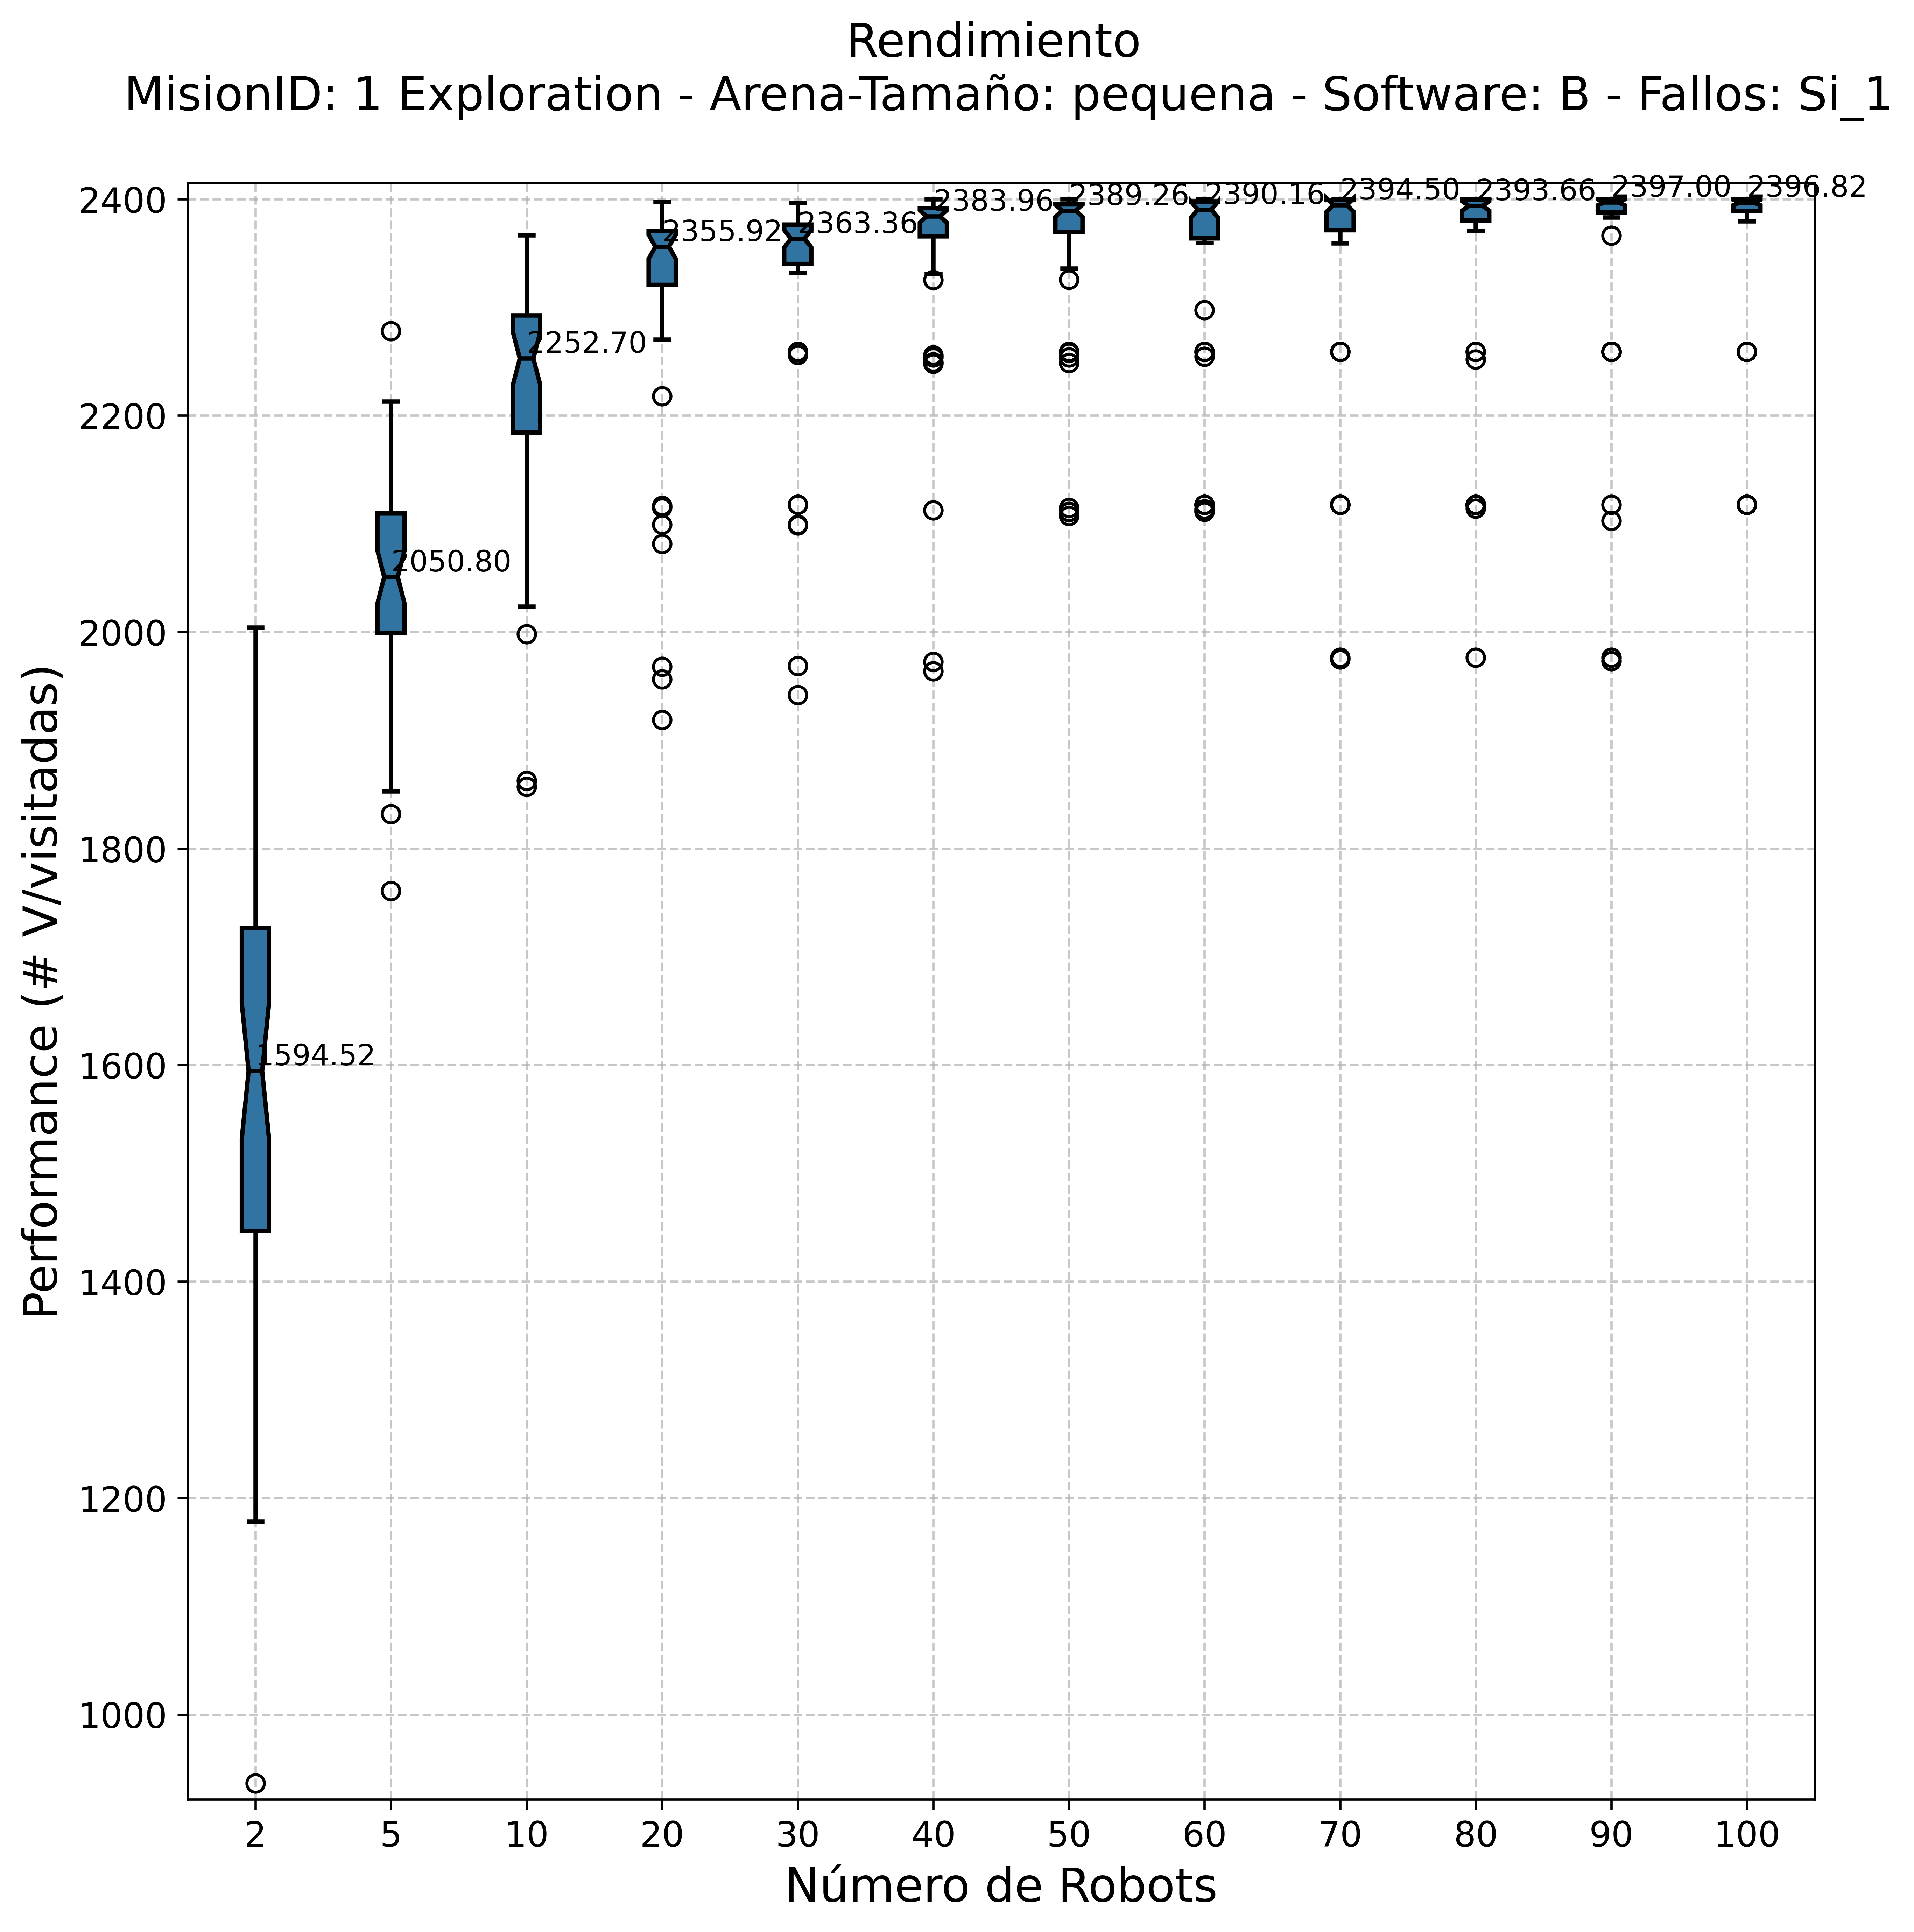 Rendimiento
MisionID: 1 Exploration - Arena-Tamaño: pequena - Software: B - Fallos: Si_1
2383.96 2389.26 2390.16 2394.50 2393.66 2397.00 2396.82
2400
2355.92 2363.36
2252.70
2200
2050.80
2000
1800
1594.52
1600
1400
1200
1000
Performance (# V/visitadas)
2 5 10 20 30 40 50 60 70 80 90 100
Número de Robots